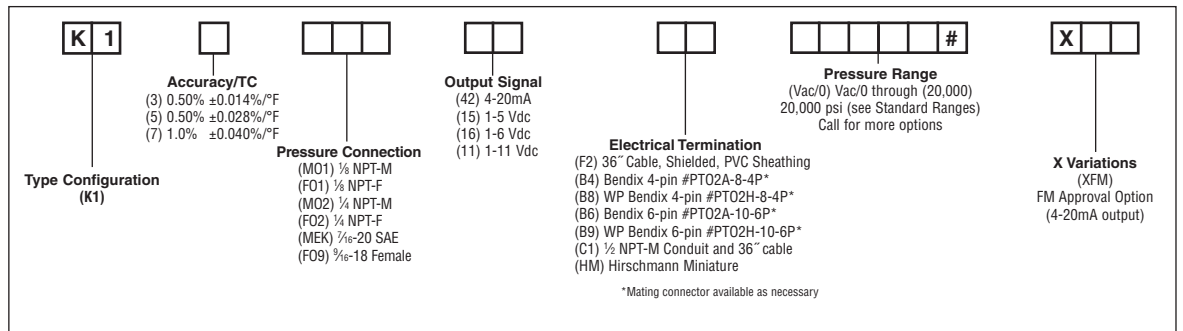 K 1
# 
X
Type Configuration
(K1)
Accuracy/TC
(3) 0.50% ±0.014%/°F
(5) 0.50% ±0.028%/°F
(7) 1.0% ±0.040%/°F
Pressure Connection
(MO1) ⅛ NPT-M
(FO1) ⅛ NPT-F
(MO2) ¼ NPT-M
(FO2) ¼ NPT-F
(MEK) ⁷⁄₁₆-20 SAE
(FO9) ⁹⁄₁₆-18 Female
Output Signal
(42) 4-20mA
(15) 1-5 Vdc
(16) 1-6 Vdc
(11) 1-11 Vdc
Electrical Termination
(F2) 36˝ Cable, Shielded, PVC Sheathing
(B4) Bendix 4-pin #PTO2A-8-4P*
(B8) WP Bendix 4-pin #PTO2H-8-4P*
(B6) Bendix 6-pin #PTO2A-10-6P*
(B9) WP Bendix 6-pin #PTO2H-10-6P*
(C1) ½ NPT-M Conduit and 36˝ cable
(HM) Hirschmann Miniature
*Mating connector available as necessary
Pressure Range
(Vac/0) Vac/0 through (20,000)
20,000 psi (see Standard Ranges)
Call for more options
X Variations
(XFM)
FM Approval Option
(4-20mA output)